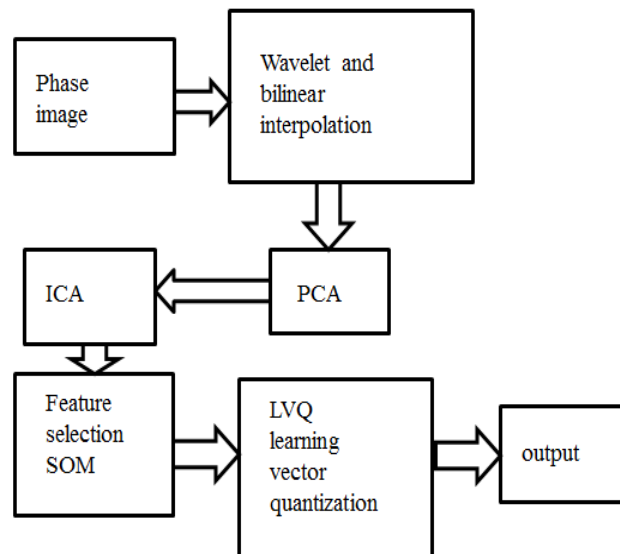 Phase
image
Wavelet and
bilinear
interpolation
PCA
ICA
Feature
selection
SOM
LVQ
learning
vector
quantization
output